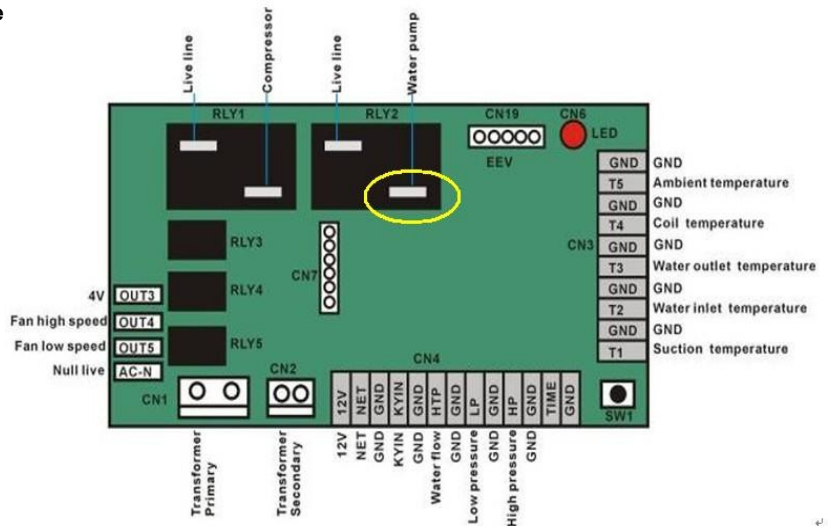 e
Live line
Compressor
Live line
Water pump
RLY1
RLY2
CN19
CN6
LED
EEV
GND GND
T5 Ambient temperature
GND GND
T4 Coil temperature
CN3 GND GND
T3 Water outlet temperature
GND GND
T2 Water inlet temperature
GND GND
T1 Suction temperature
RLY3
CN7
RLY4
4V OUT3
Fan high speed OUT4
Fan low speed OUT5
RLY5
Null live AC-N
CN1
CN2
CN4
12V
NET
GND
KYIN
GND
HTP
GND
LP
GND
HP
GND
TIME
GND
SW1
Transformer
Primary
Transformer
Secondary
12V
NET
GND
KYIN
GND
Water flow
GND
Low pressure
GND
High pressure
GND